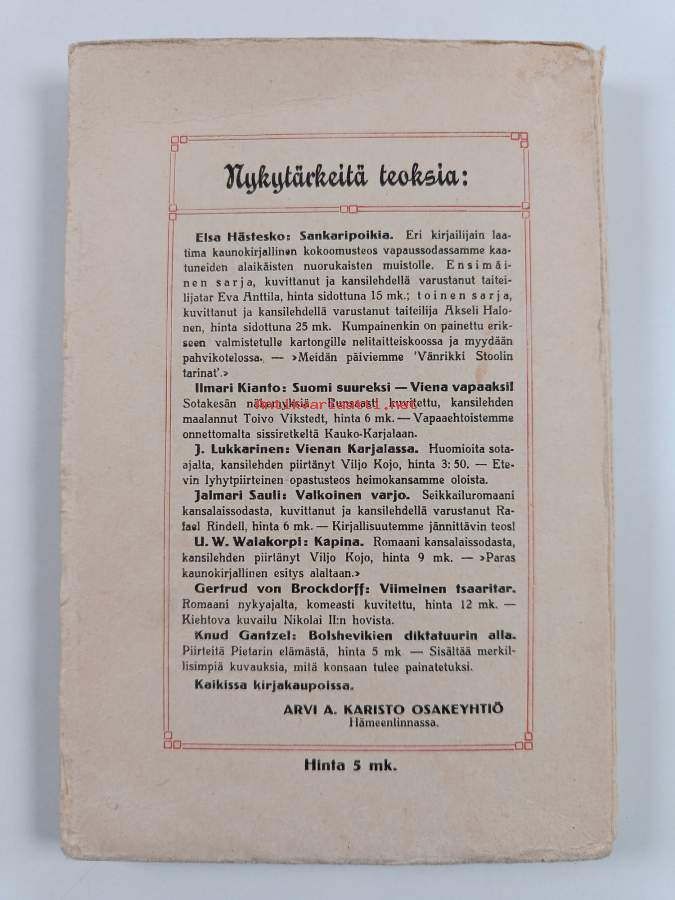 Nykytärkeitä teoksia:
Elsa Hästesko: Sankaripoikia. Eri kirjailijain laa-
tima kaunokirjallinen kokoomusteos vapaussodassamme kaa-
tuneiden alaikäisten nuorukaisten muistolle. Ensimäi-
nen sarja, kuvittanut ja kansilehdellä varustanut taitei-
lijatar Eva Anttila, hinta sidottuna 15 mk.; toinen sarja,
kuvittanut ja kansilehdellä varustanut taiteilija Akseli Halo-
nen, hinta sidottuna 25 mk. Kumpainenkin on painettu erik-
seen valmistetulle kartongille nelitaitteiskoossa ja myydään
pahvikotelossa. — »Meidän päiviemme 'Vänrikki Stoolin
tarinat'.»
Ilmari Kianto: Suomi suureksi — Viena vapaaksi!
Sotakesän näkemyksiä. Runsaasti kuvitettu, kansilehden
antikvariaatti.net
maalannut Toivo Vikstedt, hinta 6 mk. — Vapaaehtoistemme
onnettomalta sissiretkeltä Kauko-Karjalaan.
J. Lukkarinen: Vienan Karjalassa. Huomioita sota-
ajalta, kansilehden piirtänyt Viljo Kojo, hinta 3: 50. — Ete-
vin lyhytpiirteinen opastusteos heimokansamme oloista.
Jalmari Sauli: Valkoinen varjo. Seikkailuromaani
kansalaissodasta, kuvittanut ja kansilehdellä varustanut Ra-
fael Rindell, hinta 6 mk. — Kirjallisuutemme jännittävin teos!
U. W. Walakorpi: Kapina. Romaani kansalaissodasta,
kansilehden piirtänyt Viljo Kojo, hinta 9 mk. — »Paras
kaunokirjallinen esitys alaltaan.»
Gertrud von Brockdorff: Viimeinen tsaaritar.
Romaani nykyajalta, komeasti kuvitettu, hinta 12 mk. —
Kiehtova kuvailu Nikolai II:n hovista.
Knud Gantzel: Bolshevikien diktatuurin alla.
Piirteitä Pietarin elämästä, hinta 5 mk — Sisältää merkil-
lisimpiä kuvauksia, mitä konsaan tulee painatetuksi.
Kaikissa kirjakaupoissa.
ARVI A. KARISTO OSAKEYHTIÖ
Hämeenlinnassa.
Hinta 5 mk.